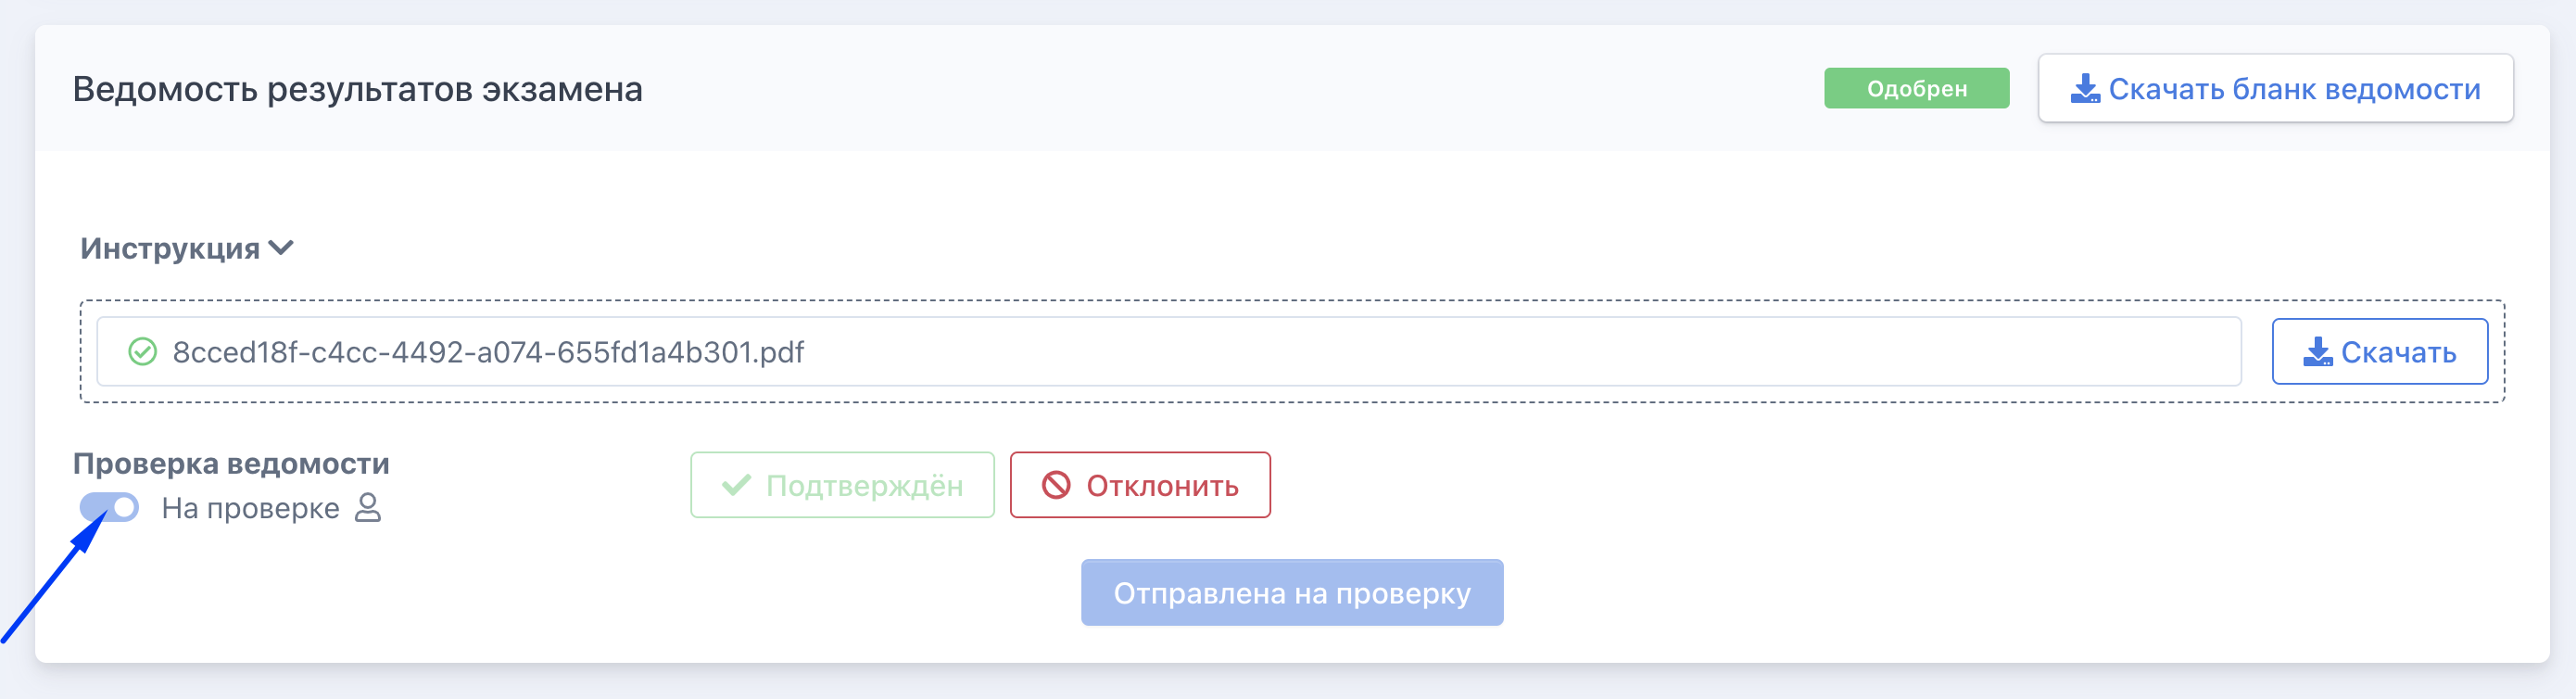 Ведомость результатов экзамена
Одобрен
Скачать бланк ведомости
Инструкция
8cced18f-c4cc-4492-a074-655fd1a4b301.pdf
Скачать
Проверка ведомости
На проверке
Подтверждён
Отклонить
Отправлена на проверку